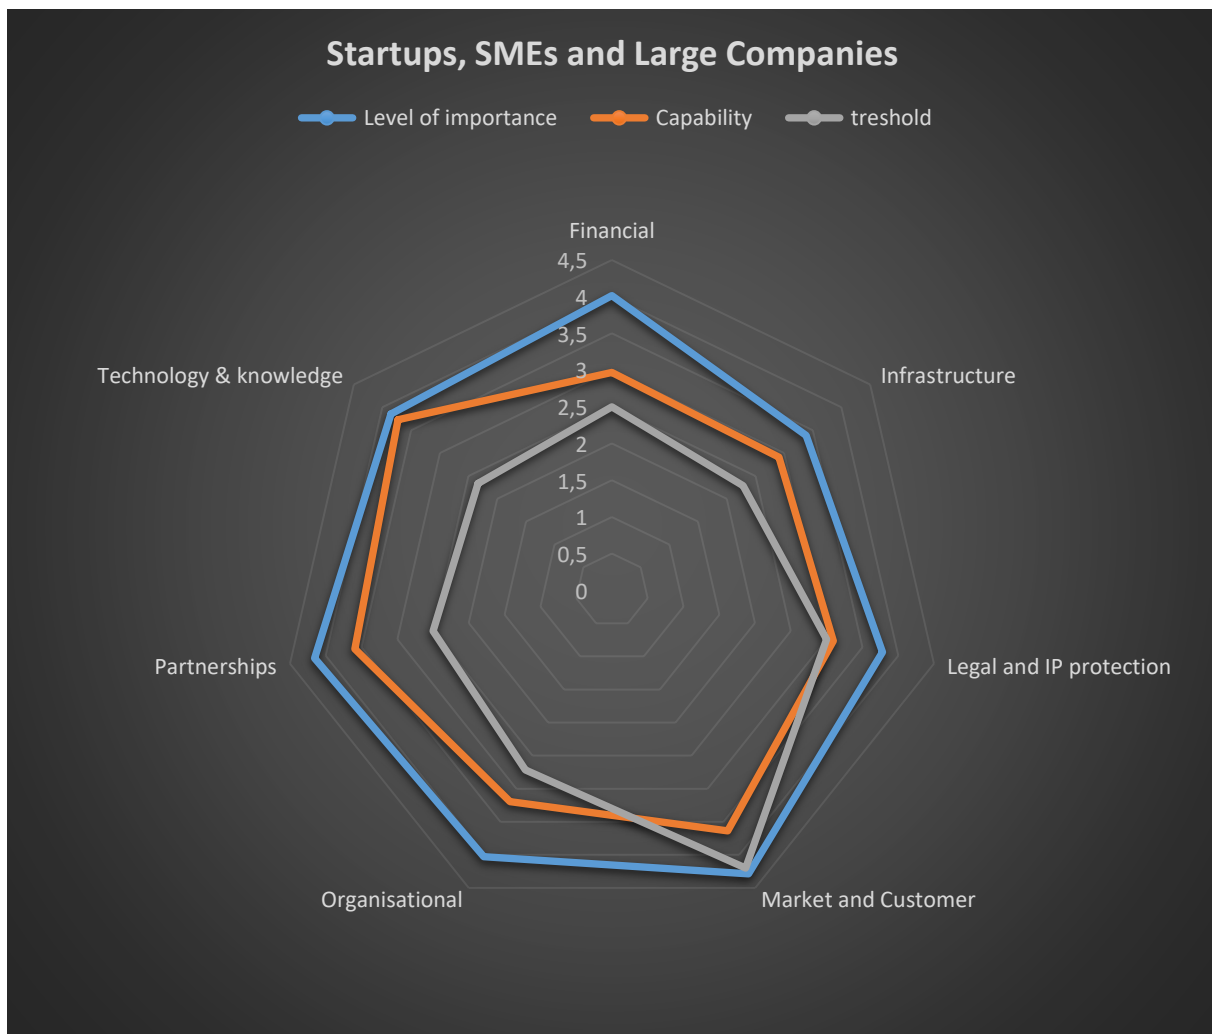 Startups, SMEs and Large Companies
Level of importance
Capability
treshold
Financial
4,5
4
3,5
3
2,5
2
1,5
1
0,5
0
Technology & knowledge
Infrastructure
Partnerships
Legal and IP protection
Organisational
Market and Customer